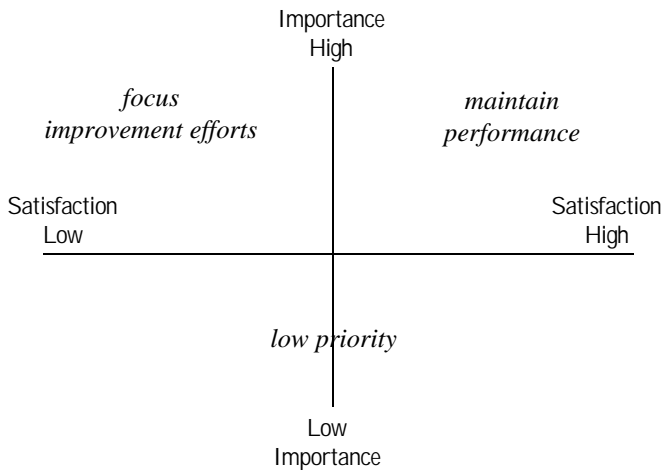 Importance
High
focus
improvement efforts
maintain
performance
Satisfaction
Low
Satisfaction
High
low priority
Low
Importance